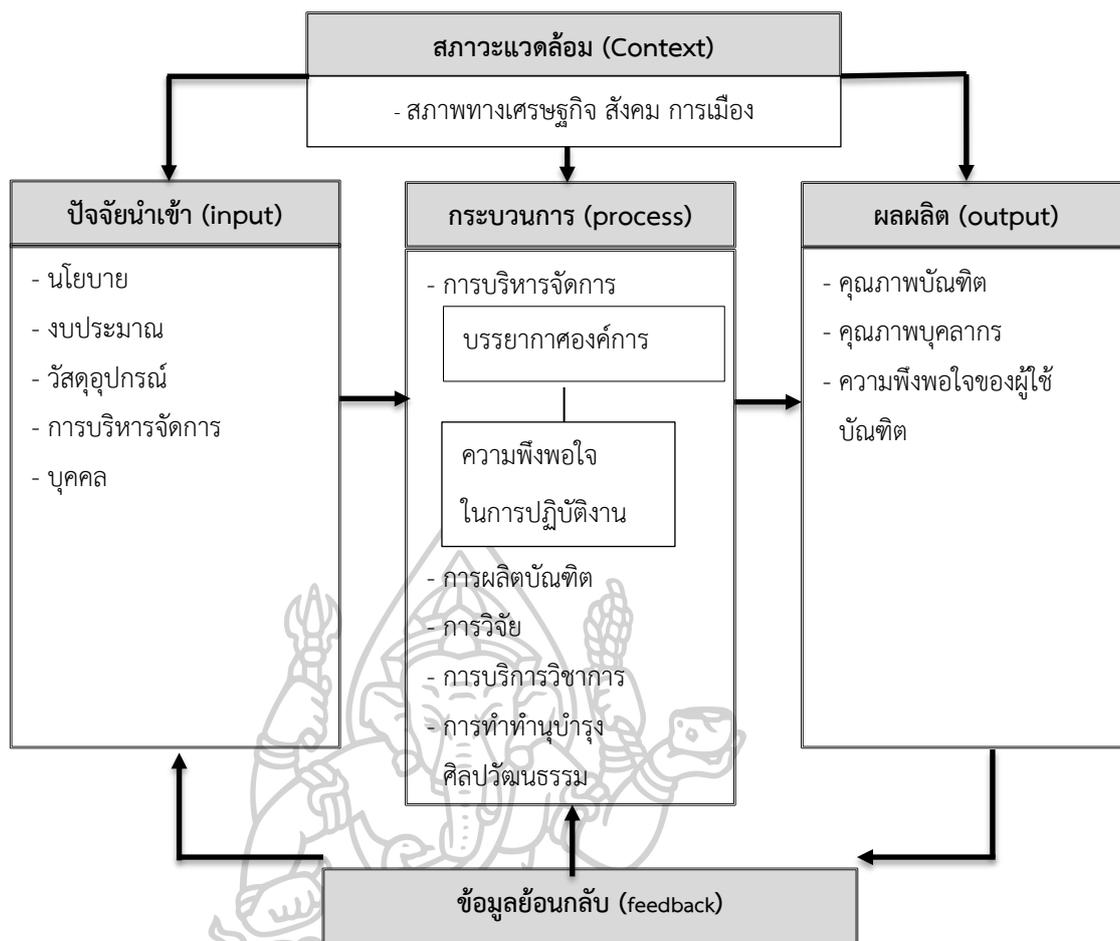 สภาวะแวดล้อม (Context)
- สภาพทางเศรษฐกิจ สังคม การเมือง
ปัจจัยนำเข้า (input)
- นโยบาย
- งบประมาณ
- วัสดุอุปกรณ์
- การบริหารจัดการ
- บุคคล
กระบวนการ (process)
- การบริหารจัดการ
บรรยากาศองค์การ
ความพึงพอใจ
ในการปฏิบัติงาน
- การผลิตบัณฑิต
- การวิจัย
- การบริการวิชาการ
- การทำทำนุบำรุง
ศิลปวัฒนธรรม
ผลผลิต (output)
- คุณภาพบัณฑิต
- คุณภาพบุคลากร
- ความพึงพอใจของผู้ใช้
บัณฑิต
ข้อมูลย้อนกลับ (feedback)